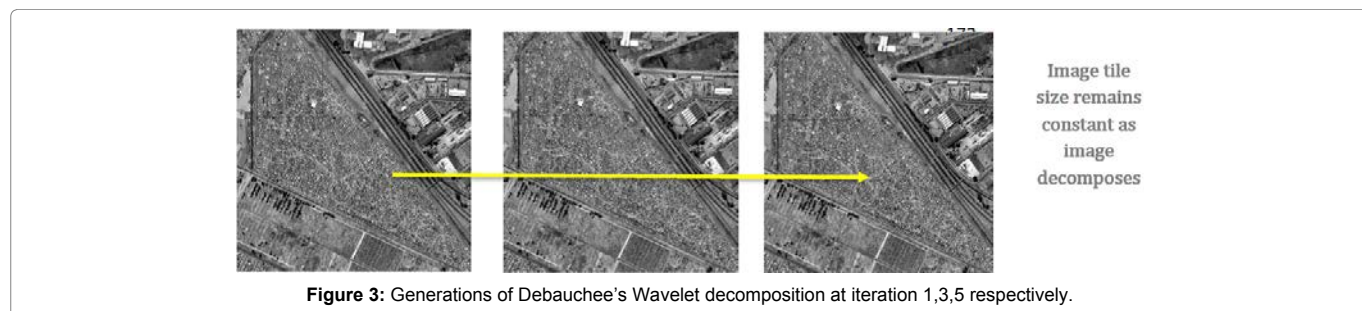 Image tile
size remains
constant as
image
decomposes
Figure 3: Generations of Debauchee's Wavelet decomposition at iteration 1,3,5 respectively.